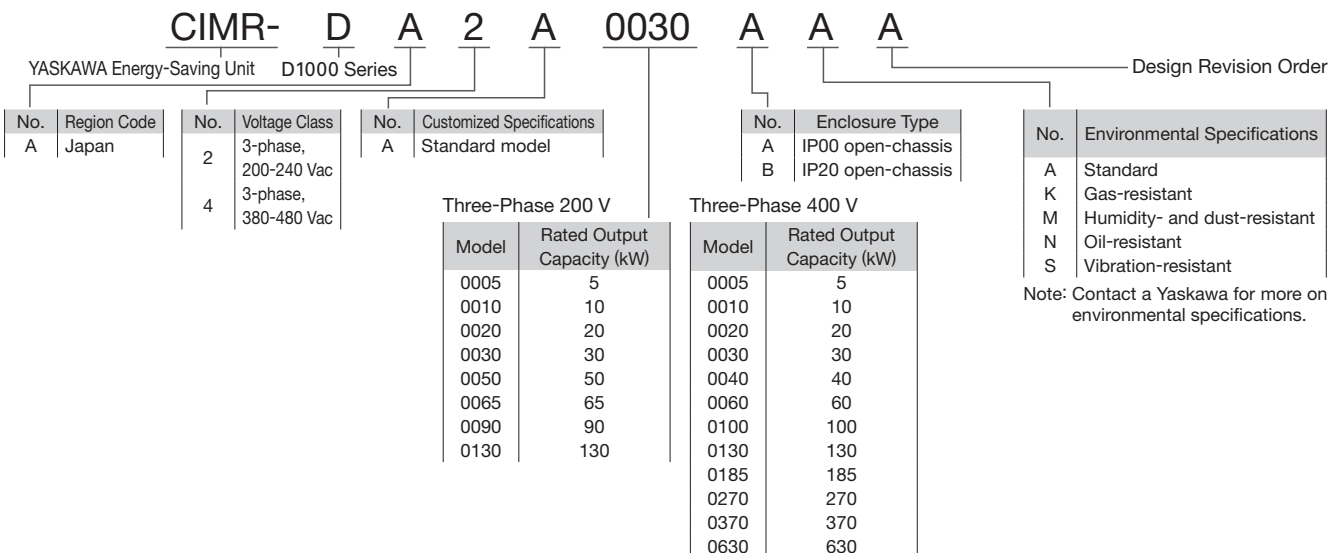 CIMR- D A 2 A 0030 A A A
YASKAWA Energy-Saving Unit D1000 Series
Design Revision Order
No. Region Code
A Japan
No. Voltage Class
2 3-phase,
200-240 Vac
4 3-phase,
380-480 Vac
No. Customized Specifications
A Standard model
No. Enclosure Type
A IP00 open-chassis
B IP20 open-chassis
No. Environmental Specifications
A Standard
K Gas-resistant
M Humidity- and dust-resistant
N Oil-resistant
S Vibration-resistant
Note: Contact a Yaskawa for more on
environmental specifications.
Three-Phase 200 V
Model Rated Output
Capacity (kW)
0005 5
0010 10
0020 20
0030 30
0050 50
0065 65
0090 90
0130 130
Three-Phase 400 V
Model Rated Output
Capacity (kW)
0005 5
0010 10
0020 20
0030 30
0040 40
0060 60
0100 100
0130 130
0185 185
0270 270
0370 370
0630 630